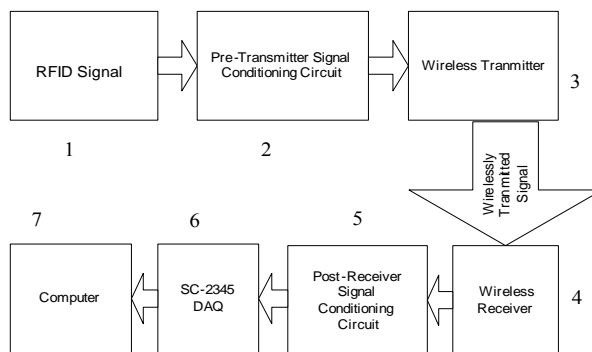 RFID Signal
Pre-Transmitter Signal
Conditioning Circuit
Wireless Tranmitter
3
1
2
Wirelessly
Tranmitted
Signal
7
6
5
Computer
SC-2345
DAQ
Post-Receiver
Signal
Conditioning
Circuit
Wireless
Receiver
4